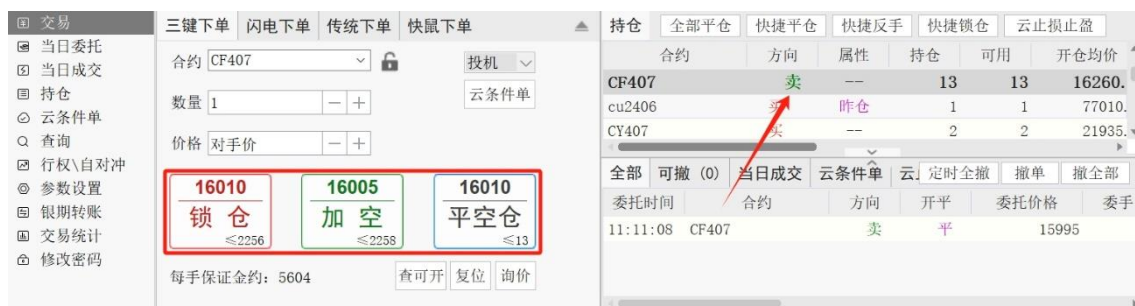 交易
当日委托
当日成交
持仓
云条件单
查询
行权\自对冲
参数设置
银期转账
交易统计
修改密码
三键下单 闪电下单 传统下单 快鼠下单
合约 CF407 投机
数量 1 － ＋ 云条件单
价格 对手价 － ＋
16010 16005 16010
锁 仓 加 空 平空仓
≤2256 ≤2258 ≤13
每手保证金约: 5604 查可开 复位 询价
持仓 全部平仓 快捷平仓 快捷反手 快捷锁仓 云止损止盈
合约 方向 属性 持仓 可用 开仓均价
CF407 卖 -- 13 13 16260.
cu2406 昨仓 1 1 77010.
CY407 买 -- 2 2 21935.
全部 可撤 (0) 当日成交 云条件单 云 定时全撤 撤单 撤全部
委托时间 合约 方向 开平 委托价格 委手
11:11:08 CF407 卖 平 15995